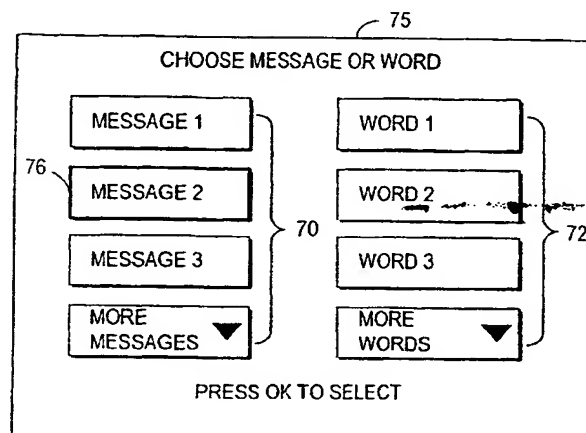 75
CHOOSE MESSAGE OR WORD
MESSAGE 1
WORD 1
76
MESSAGE 2
WORD 2
70
72
MESSAGE 3
WORD 3
MORE
MESSAGES
MORE
WORDS
PRESS OK TO SELECT